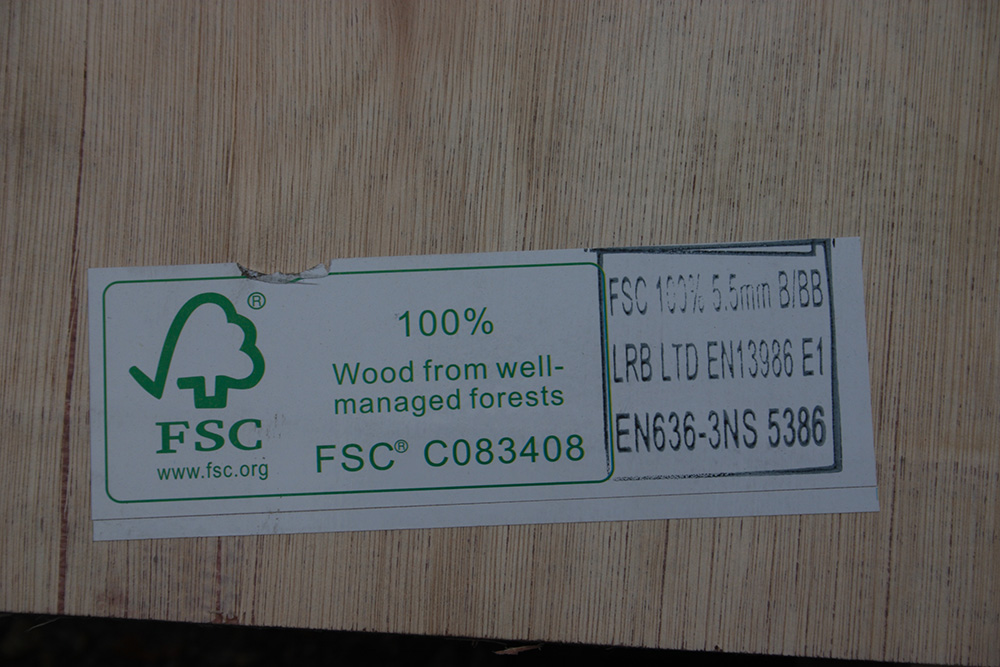 ®
FSC
www.fsc.org
100%
Wood from well-
managed forests
FSC® C083408
FSC 100% 5.5mm B/BB
LRB LTD EN13986 E1
EN636-3NS 5386